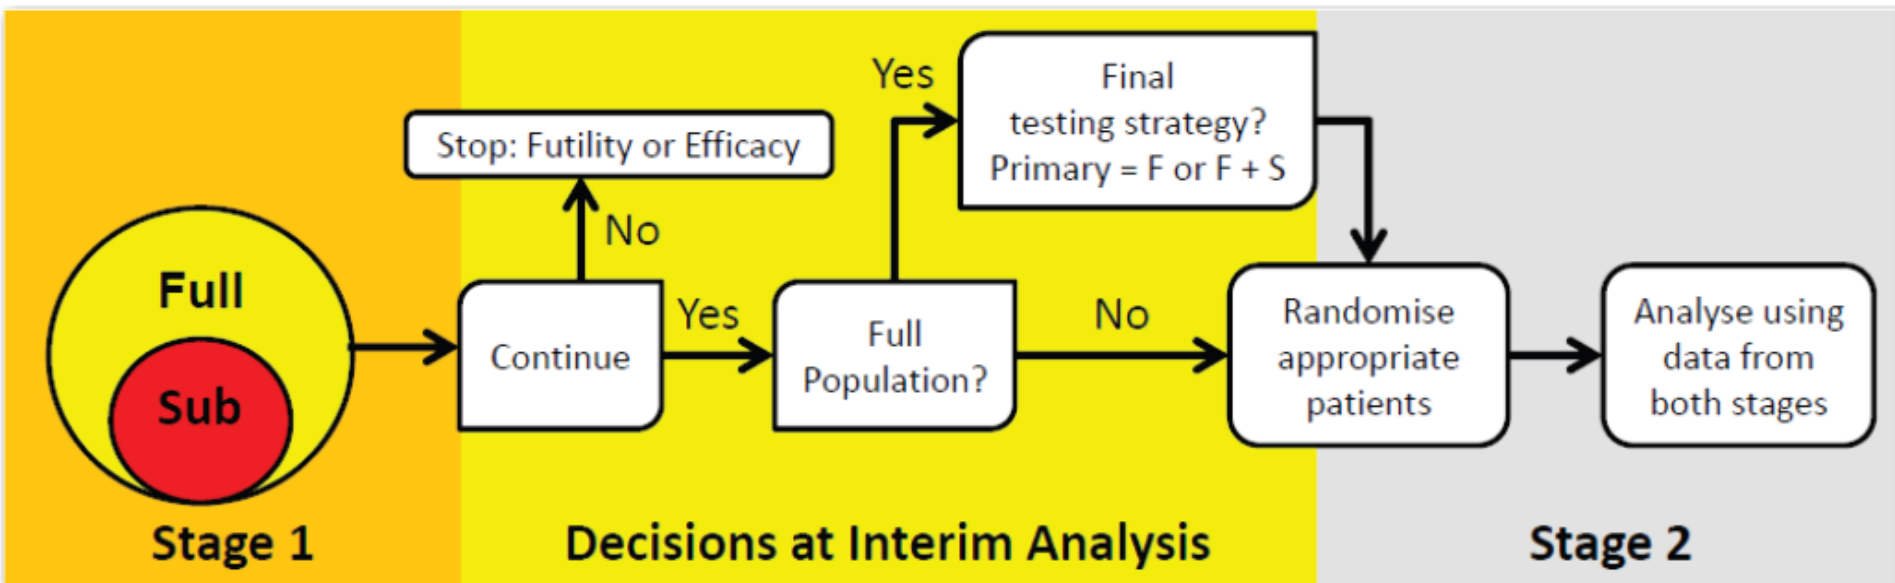 Full
Sub
Stage 1
Stop: Futility or Efficacy
No
Continue
Yes
Full
Population?
Yes
No
Final
testing strategy?
Primary = F or F + S
Decisions at Interim Analysis
Randomise
appropriate
patients
Analyse using
data from
both stages
Stage 2